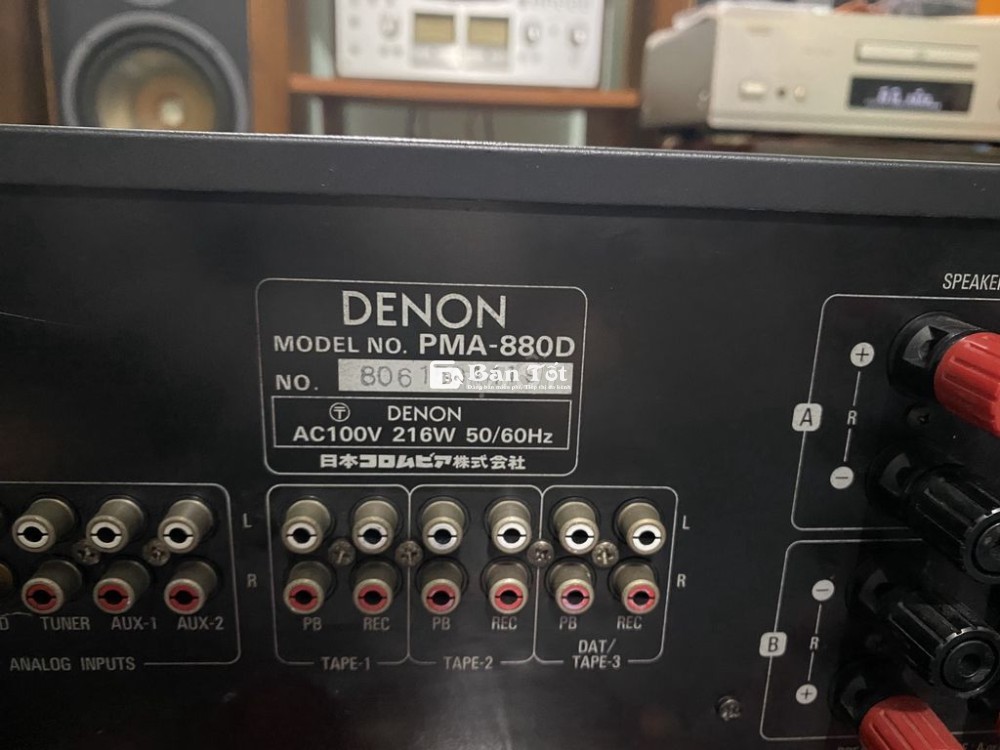 SPEAKE
DENON
MODEL NO. PMA-880D
NO. 8061
Bán Tốt
DENON
AC100V 216W 50/60Hz
日本コロムビア株式会社
A
R
B
R
L
R
L
R
TUNER AUX-1 AUX-2
ANALOG INPUTS
PB REC PB REC PB REC
TAPE-1 TAPE-2 DAT/
TAPE-3